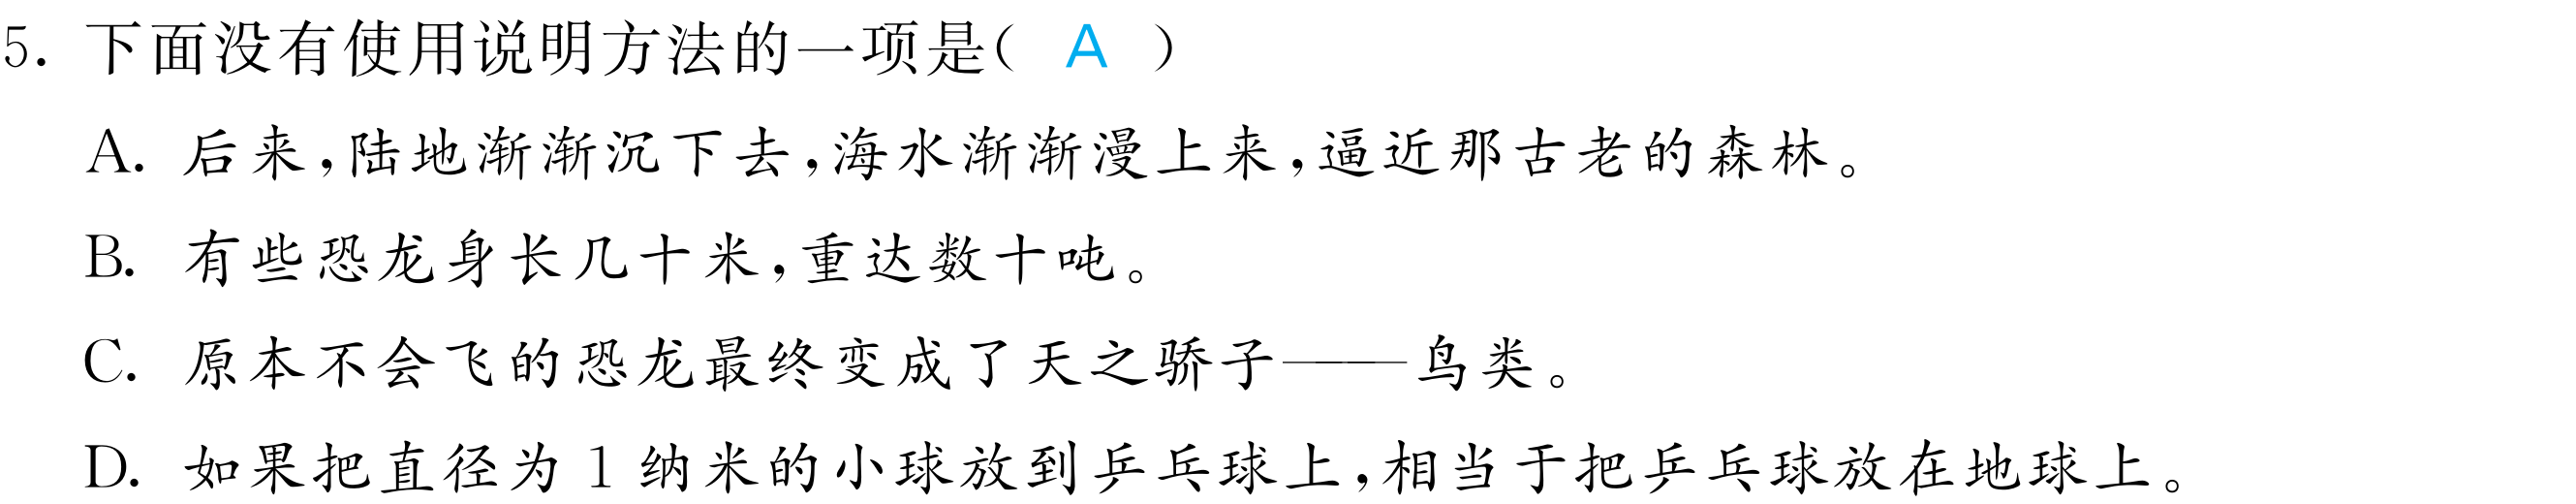 5. 下面没有使用说明方法的一项是( A )
A. 后来,陆地渐渐沉下去,海水渐渐漫上来,逼近那古老的森林。
B. 有些恐龙身长几十米,重达数十吨。
C. 原本不会飞的恐龙最终变成了天之骄子——鸟类。
D. 如果把直径为 1 纳米的小球放到乒乓球上,相当于把乒乓球放在地球上。